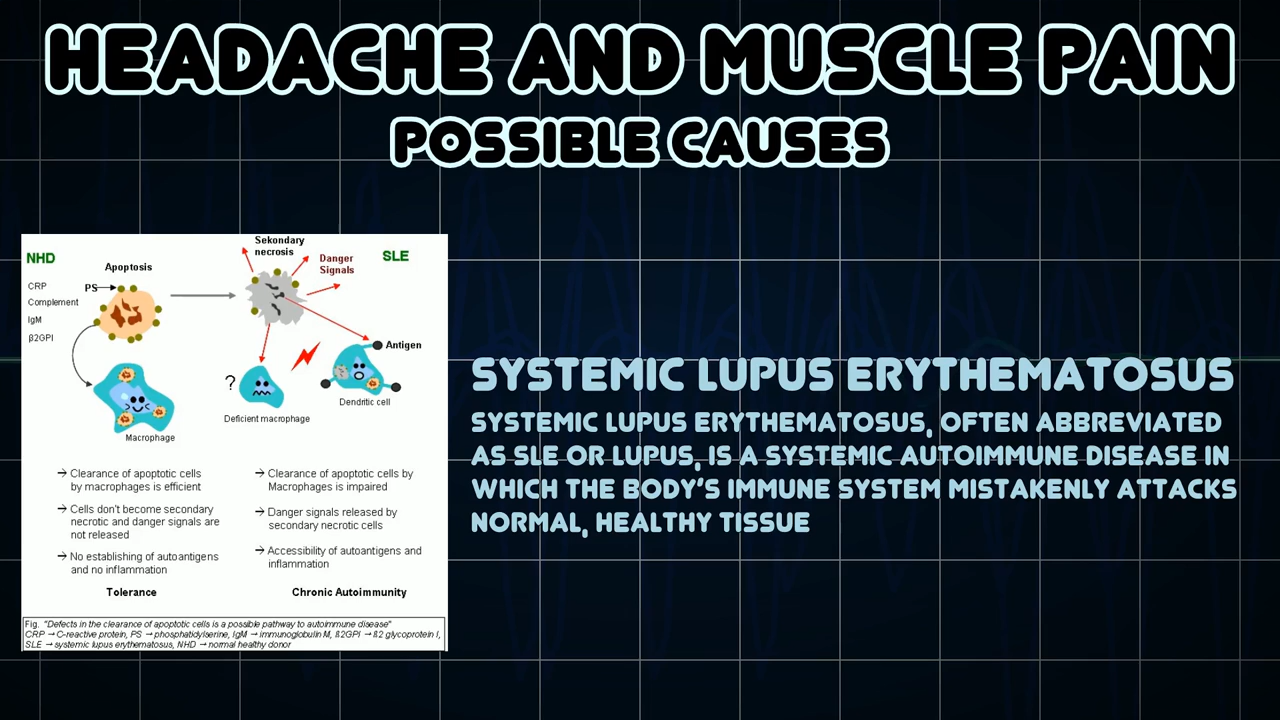 HEADACHE AND MUSCLE PAIN
POSSIBLE CAUSES
NHD
Apoptosis
CRP
PS
Complement
IgM
β2GPI
Macrophage
Sekondary
necrosis
Danger
Signals
SLE
Antigen
?
Deficient macrophage
Dendritic cell
→ Clearance of apoptotic cells
by macrophages is efficient
→ Cells don't become secondary
necrotic and danger signals are
not released
→ No establishing of autoantigens
and no inflammation
Tolerance
→ Clearance of apoptotic cells by
Macrophages is impaired
→ Danger signals released by
secondary necrotic cells
→ Accessibility of autoantigens and
inflammation
Chronic Autoimmunity
Fig. "Defects in the clearance of apoptotic cells is a possible pathway to autoimmune disease"
CRP → C-reactive protein, PS → phosphatidylserine, IgM → immunoglobulin M, ß2GPI → ß2 glycoprotein I,
SLE → systemic lupus erythematosus, NHD → normal healthy donor
SYSTEMIC LUPUS ERYTHEMATOSUS
SYSTEMIC LUPUS ERYTHEMATOSUS, OFTEN ABBREVIATED
AS SLE OR LUPUS, IS A SYSTEMIC AUTOIMMUNE DISEASE IN
WHICH THE BODY'S IMMUNE SYSTEM MISTAKENLY ATTACKS
NORMAL, HEALTHY TISSUE